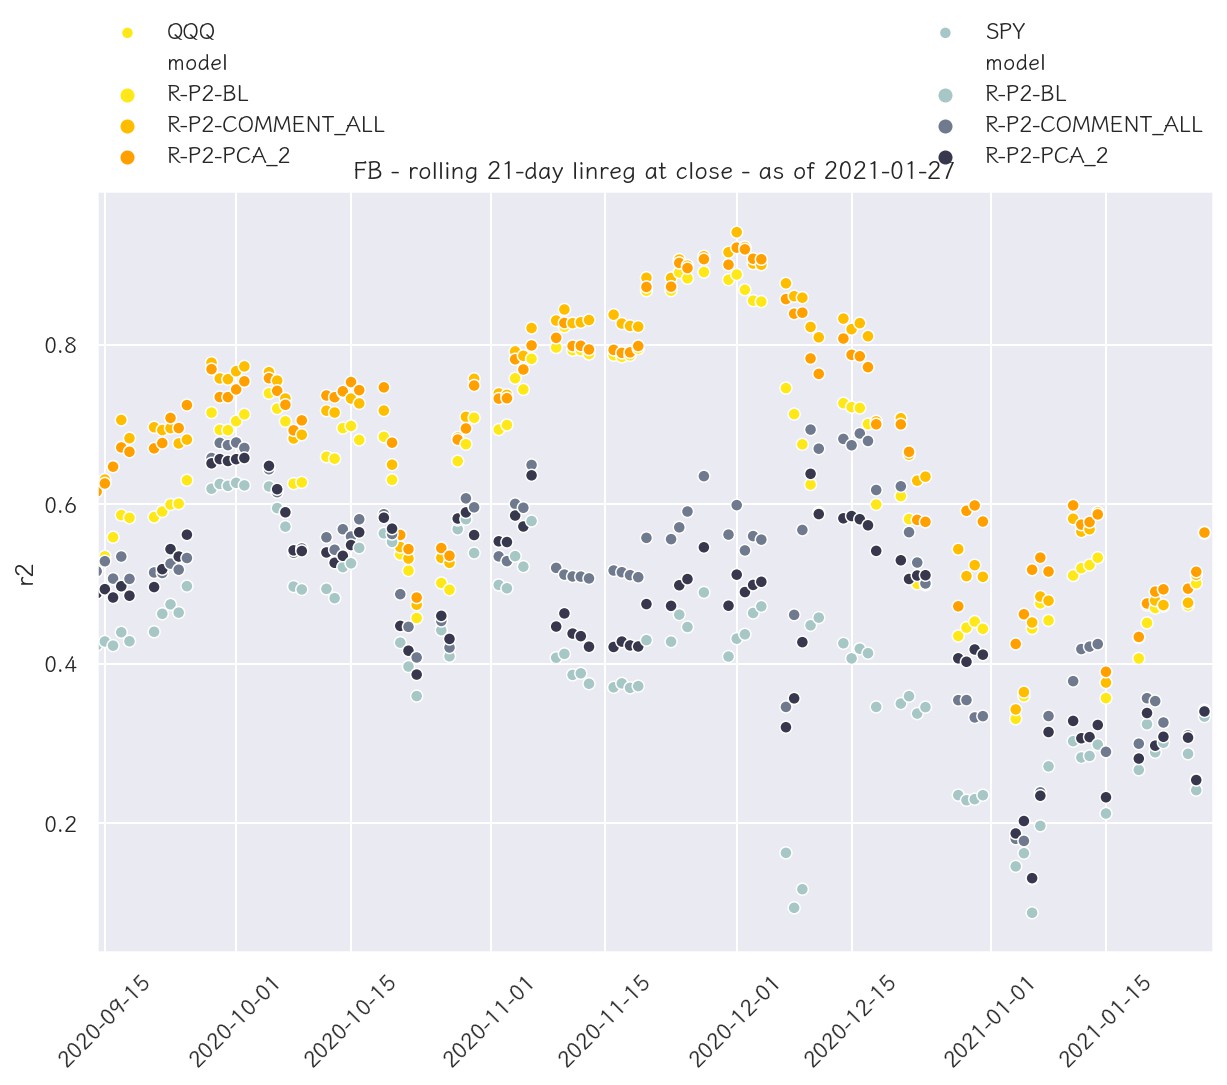 QQQ
model
R-P2-BL
R-P2-COMMENT_ALL
R-P2-PCA_2
SPY
model
R-P2-BL
R-P2-COMMENT_ALL
R-P2-PCA_2
FB - rolling 21-day linreg at close - as of 2021-01-27
r2
0.8
0.6
0.4
0.2
2020-09-15
2020-10-01
2020-10-15
2020-11-01
2020-11-15
2020-12-01
2020-12-15
2021-01-01
2021-01-15